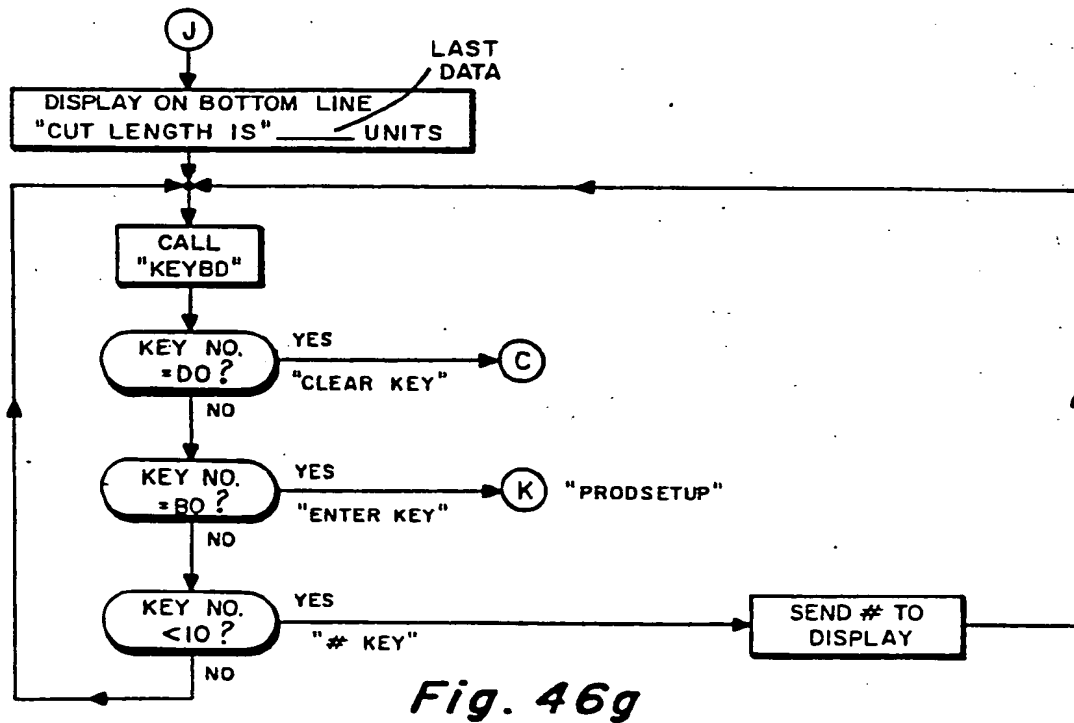 J
LAST
DATA
DISPLAY ON BOTTOM LINE
"CUT LENGTH IS" _____ UNITS
CALL
"KEYBD"
KEY NO.
=DO?
YES
"CLEAR KEY"
C
NO
KEY NO.
=BO?
YES
"ENTER KEY"
K "PRODSETUP"
NO
KEY NO.
<10?
YES
"# KEY"
SEND # TO
DISPLAY
NO
Fig. 46g